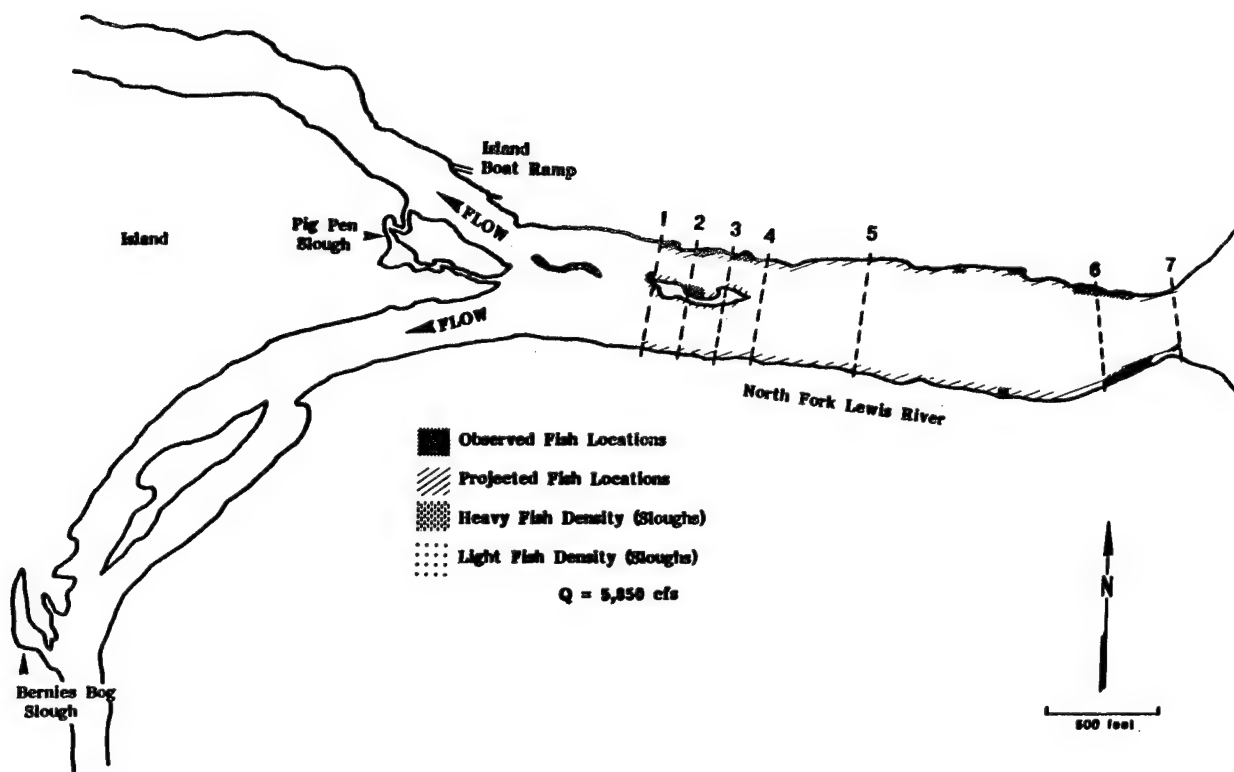 Island
Boat Ramp
FLOW
Pig Pen
Slough
Island
1
2
3
4
5
6
7
FLOW
North Fork Lewis River
Observed Fish Locations
Projected Fish Locations
Heavy Fish Density (Sloughs)
Light Fish Density (Sloughs)
Q = 5,850 cfs
N
500 feet
Bernies Bog
Slough